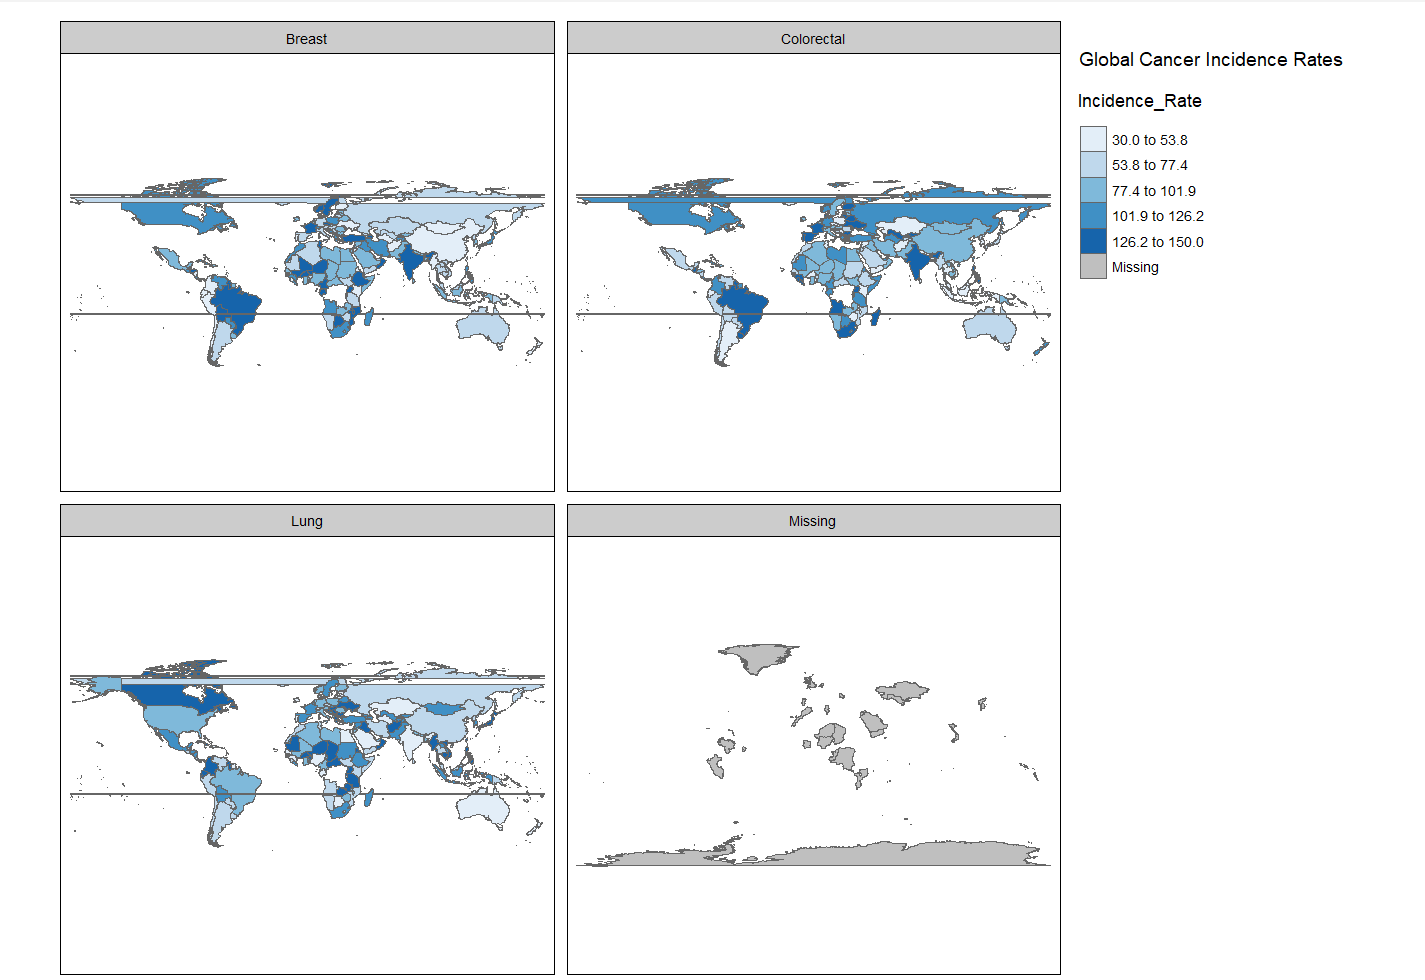 Breast
Colorectal
Global Cancer Incidence Rates
Incidence_Rate
30.0 to 53.8
53.8 to 77.4
77.4 to 101.9
101.9 to 126.2
126.2 to 150.0
Missing
Lung
Missing